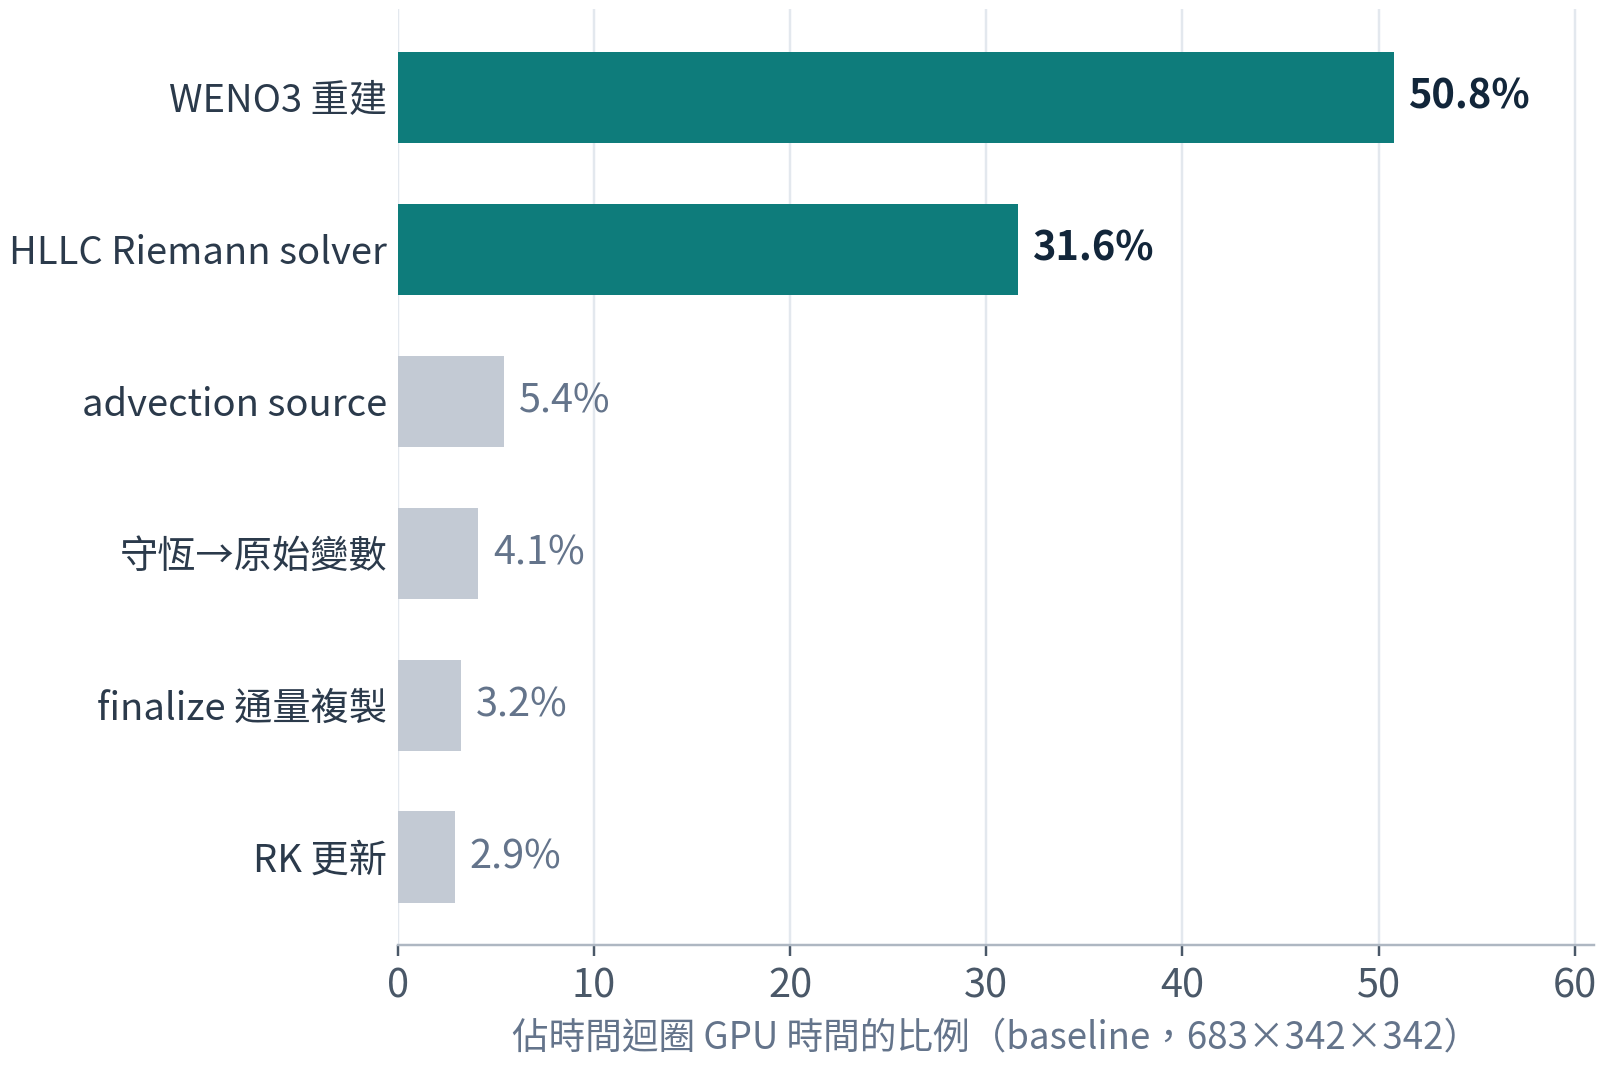 WENO3 重建
50.8%
HLLC Riemann solver
31.6%
advection source
5.4%
守恆→原始變數
4.1%
finalize 通量複製
3.2%
RK 更新
2.9%
0 10 20 30 40 50 60
佔時間迴圈 GPU 時間的比例（baseline，683×342×342）